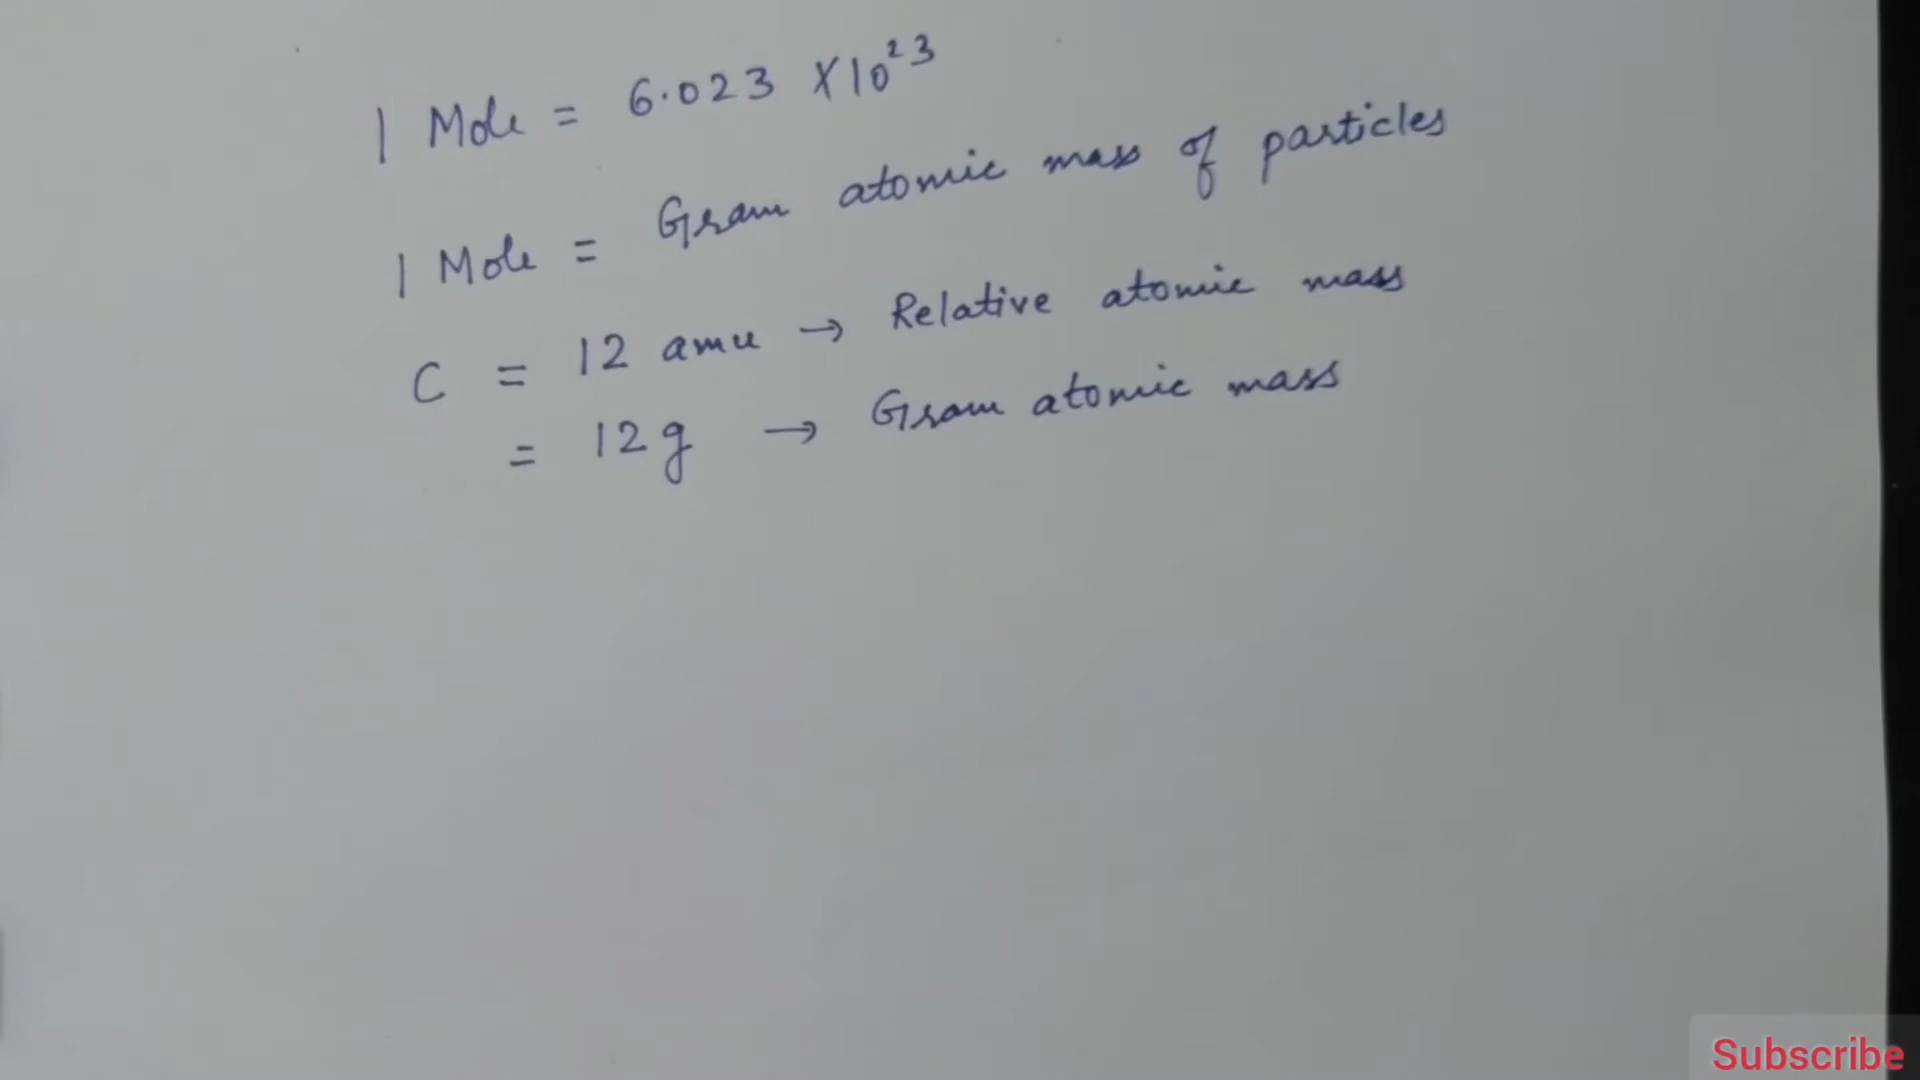 1 Mole = 6.023 X 10²³
1 Mole = Gram atomic mass of particles
C = 12 amu → Relative atomic mass
= 12g → Gram atomic mass
Subscribe